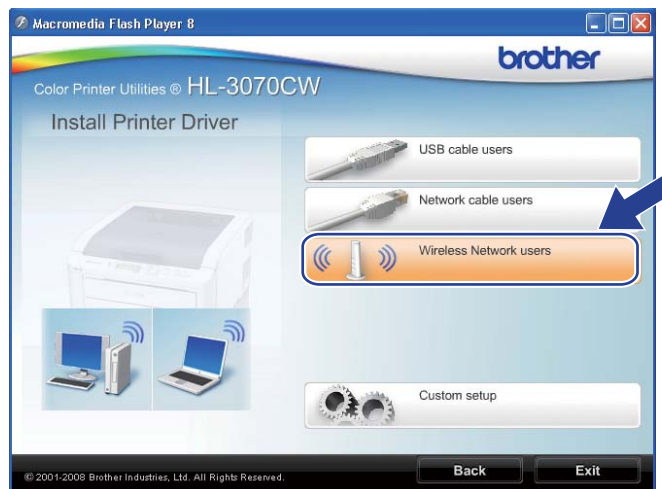 Macromedia Flash Player 8
brother
Color Printer Utilities ® HL-3070CW
Install Printer Driver
USB cable users
Network cable users
Wireless Network users
Custom setup
© 2001-2008 Brother Industries, Ltd. All Rights Reserved.
Back
Exit